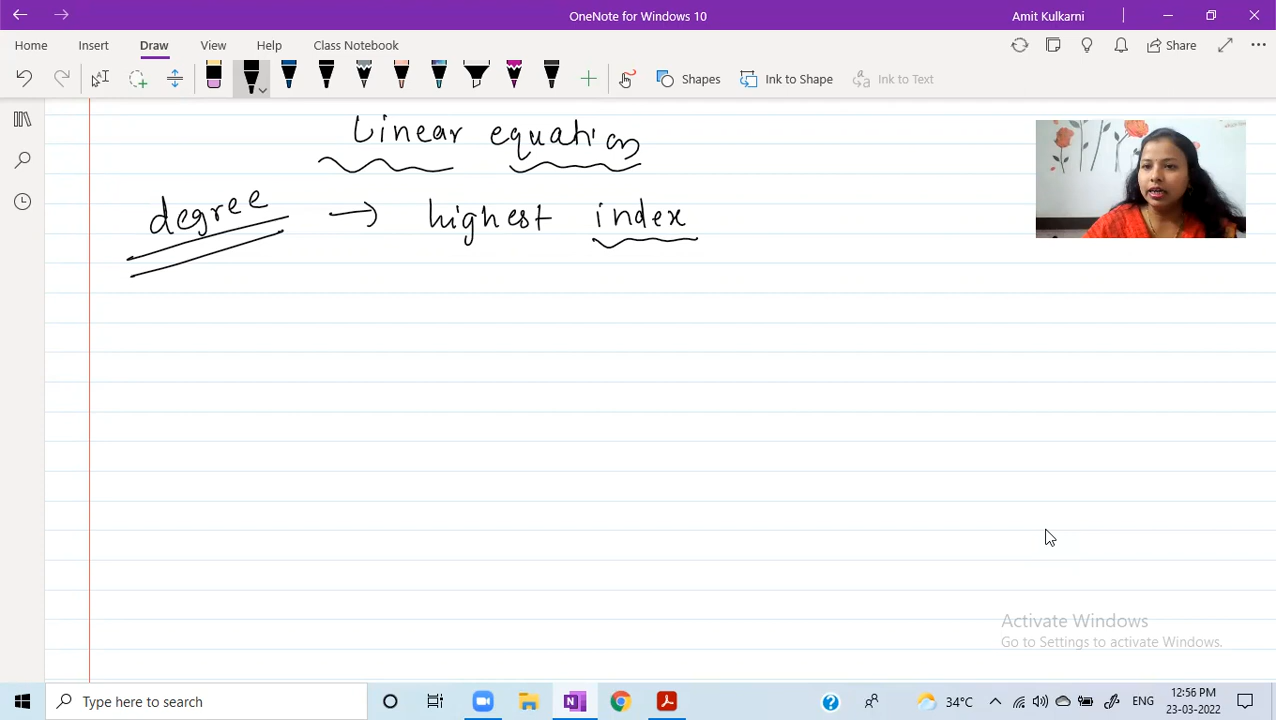 OneNote for Windows 10
Amit Kulkarni
Home Insert Draw View Help Class Notebook Share
Shapes Ink to Shape Ink to Text
Linear equation
degree → highest index
Activate Windows
Go to Settings to activate Windows.
Type here to search
34°C ENG 12:56 PM
23-03-2022